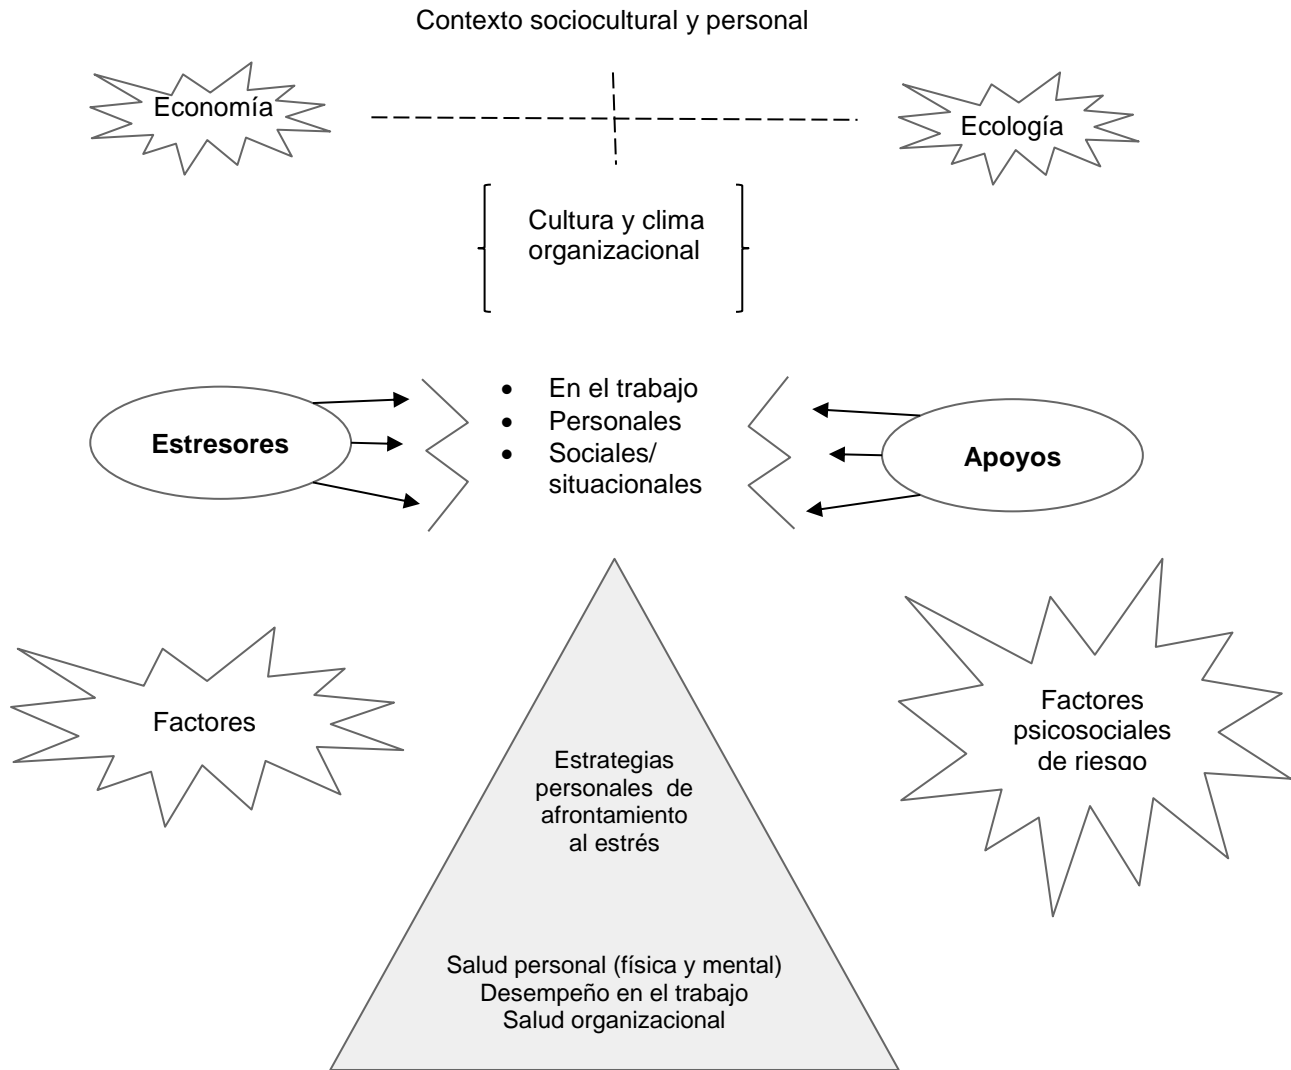 Contexto sociocultural y personal
Economía
Ecología
Cultura y clima
organizacional
• En el trabajo
• Personales
• Sociales/
situacionales
Estresores
Apoyos
Factores
Factores
psicosociales
de riesgo
Estrategias
personales de
afrontamiento
al estrés
Salud personal (física y mental)
Desempeño en el trabajo
Salud organizacional